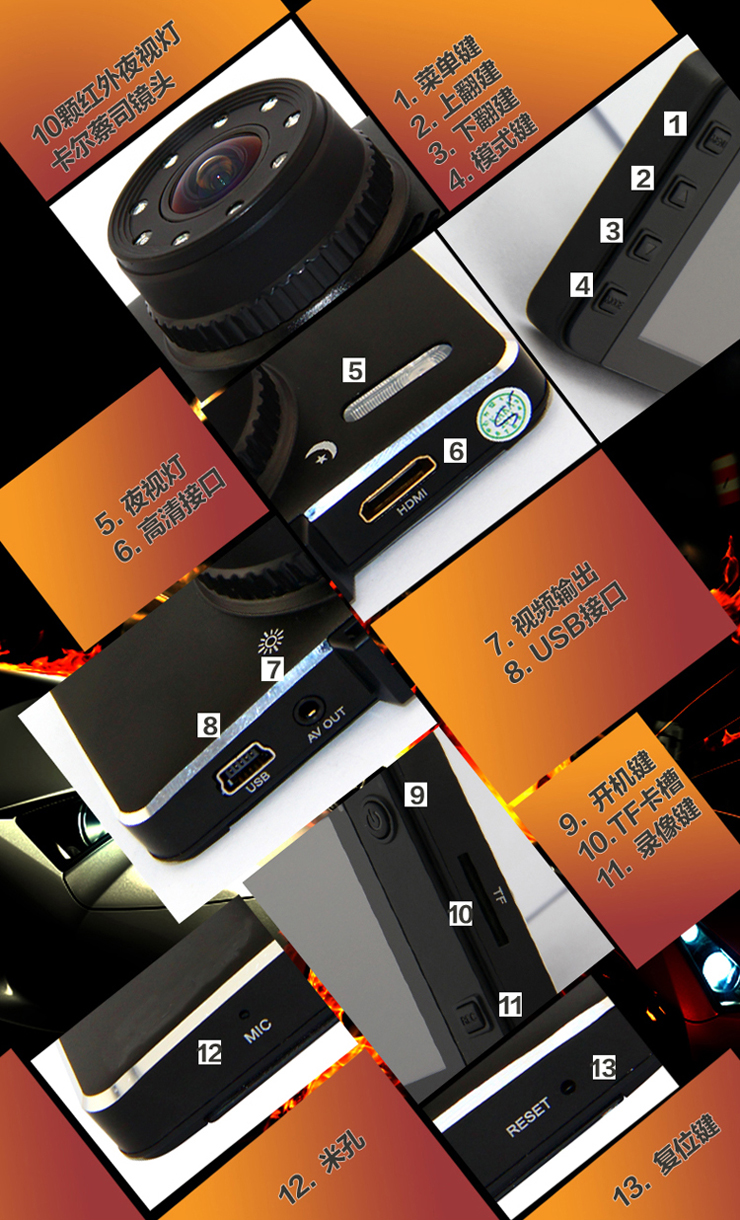 10颗红外夜视灯
卡尔蔡司镜头
1. 菜单键
2. 上翻建
3. 下翻建
4. 模式键
1
2
3
4
5
6
HDMI
5. 夜视灯
6. 高清接口
7. 视频输出
8. USB接口
7
8
AV OUT
USB
9
10
TF
11
9. 开机键
10. TF卡槽
11. 录像键
12
MIC
13
RESET
12. 米孔
13. 复位键